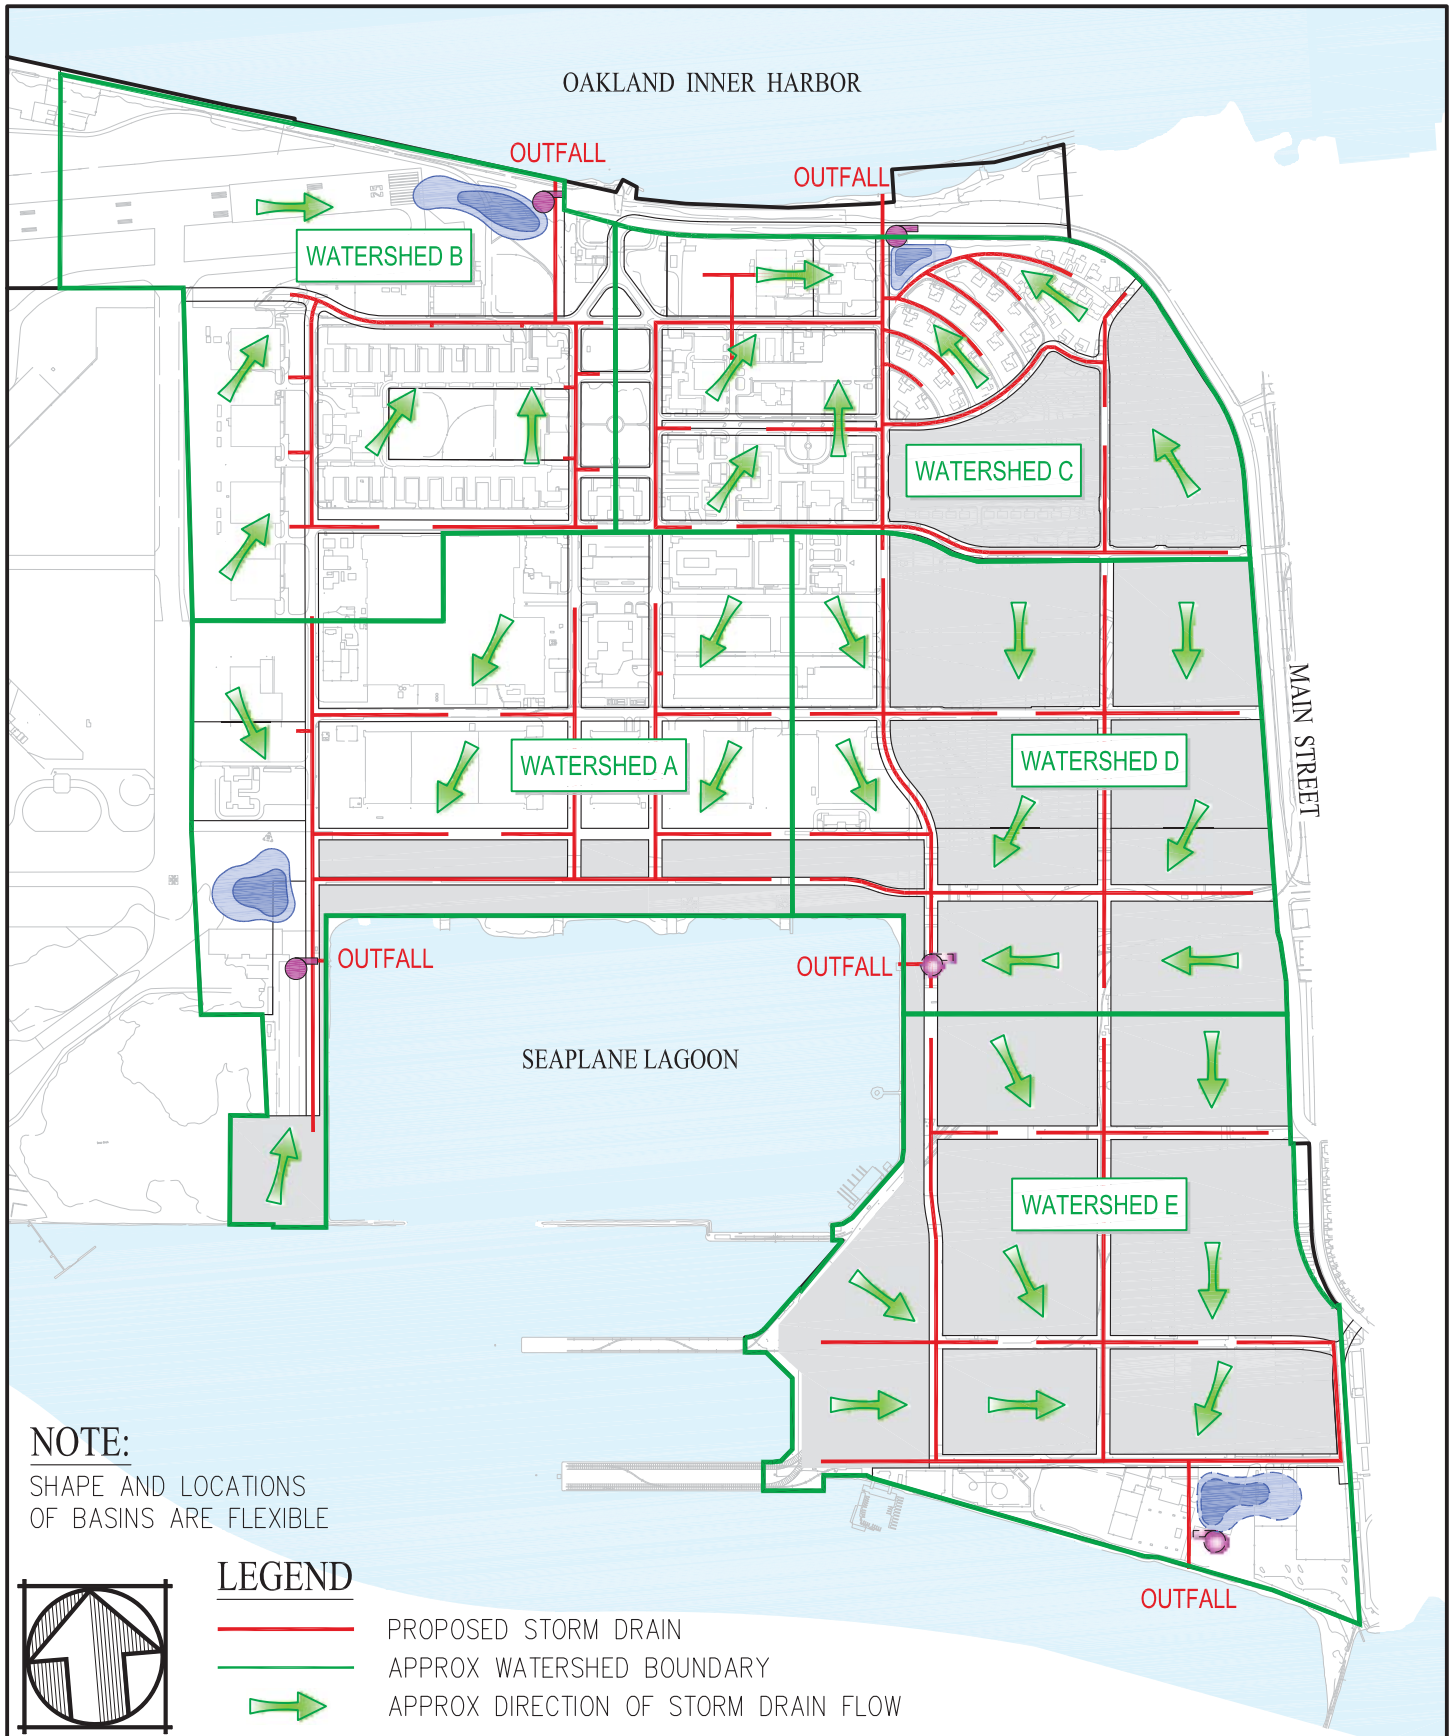 OAKLAND INNER HARBOR
OUTFALL
OUTFALL
WATERSHED B
WATERSHED C
MAIN STREET
WATERSHED A
WATERSHED D
OUTFALL
OUTFALL
SEAPLANE LAGOON
WATERSHED E
NOTE:
SHAPE AND LOCATIONS
OF BASINS ARE FLEXIBLE
OUTFALL
LEGEND
PROPOSED STORM DRAIN
APPROX WATERSHED BOUNDARY
APPROX DIRECTION OF STORM DRAIN FLOW